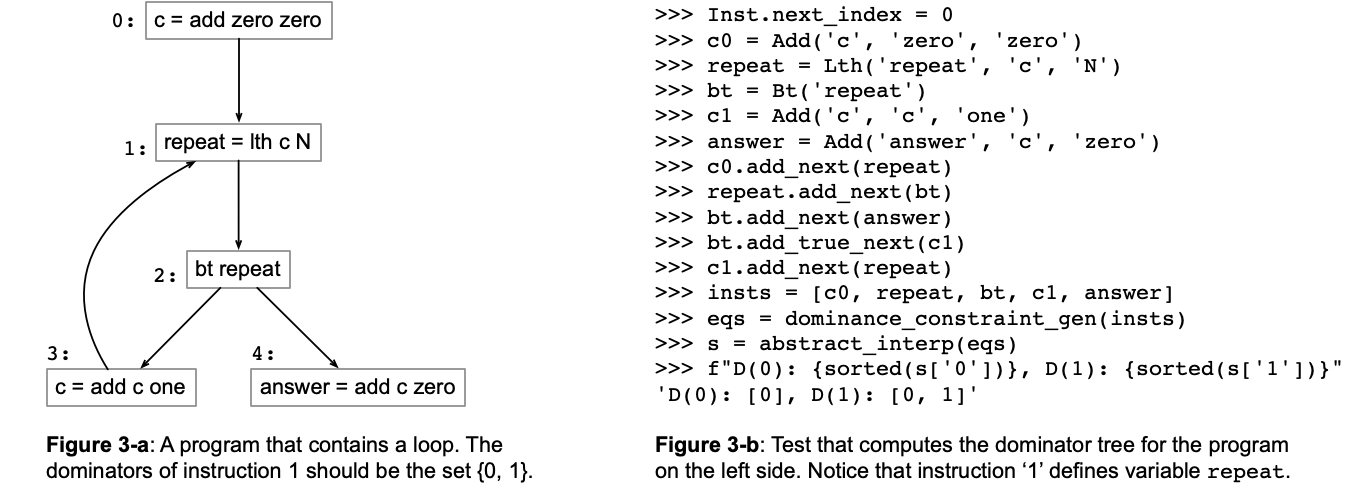 0: c = add zero zero
1: repeat = lth c N
2: bt repeat
3: 4:
c = add c one answer = add c zero
Figure 3-a: A program that contains a loop. The
dominators of instruction 1 should be the set {0, 1}.
>>> Inst.next_index = 0
>>> c0 = Add('c', 'zero', 'zero')
>>> repeat = Lth('repeat', 'c', 'N')
>>> bt = Bt('repeat')
>>> c1 = Add('c', 'c', 'one')
>>> answer = Add('answer', 'c', 'zero')
>>> c0.add_next(repeat)
>>> repeat.add_next(bt)
>>> bt.add_next(answer)
>>> bt.add_true_next(c1)
>>> c1.add_next(repeat)
>>> insts = [c0, repeat, bt, c1, answer]
>>> eqs = dominance_constraint_gen(insts)
>>> s = abstract_interp(eqs)
>>> f"D(0): {sorted(s['0'])}, D(1): {sorted(s['1'])}"
'D(0): [0], D(1): [0, 1]'
Figure 3-b: Test that computes the dominator tree for the program
on the left side. Notice that instruction ‘1’ defines variable repeat.